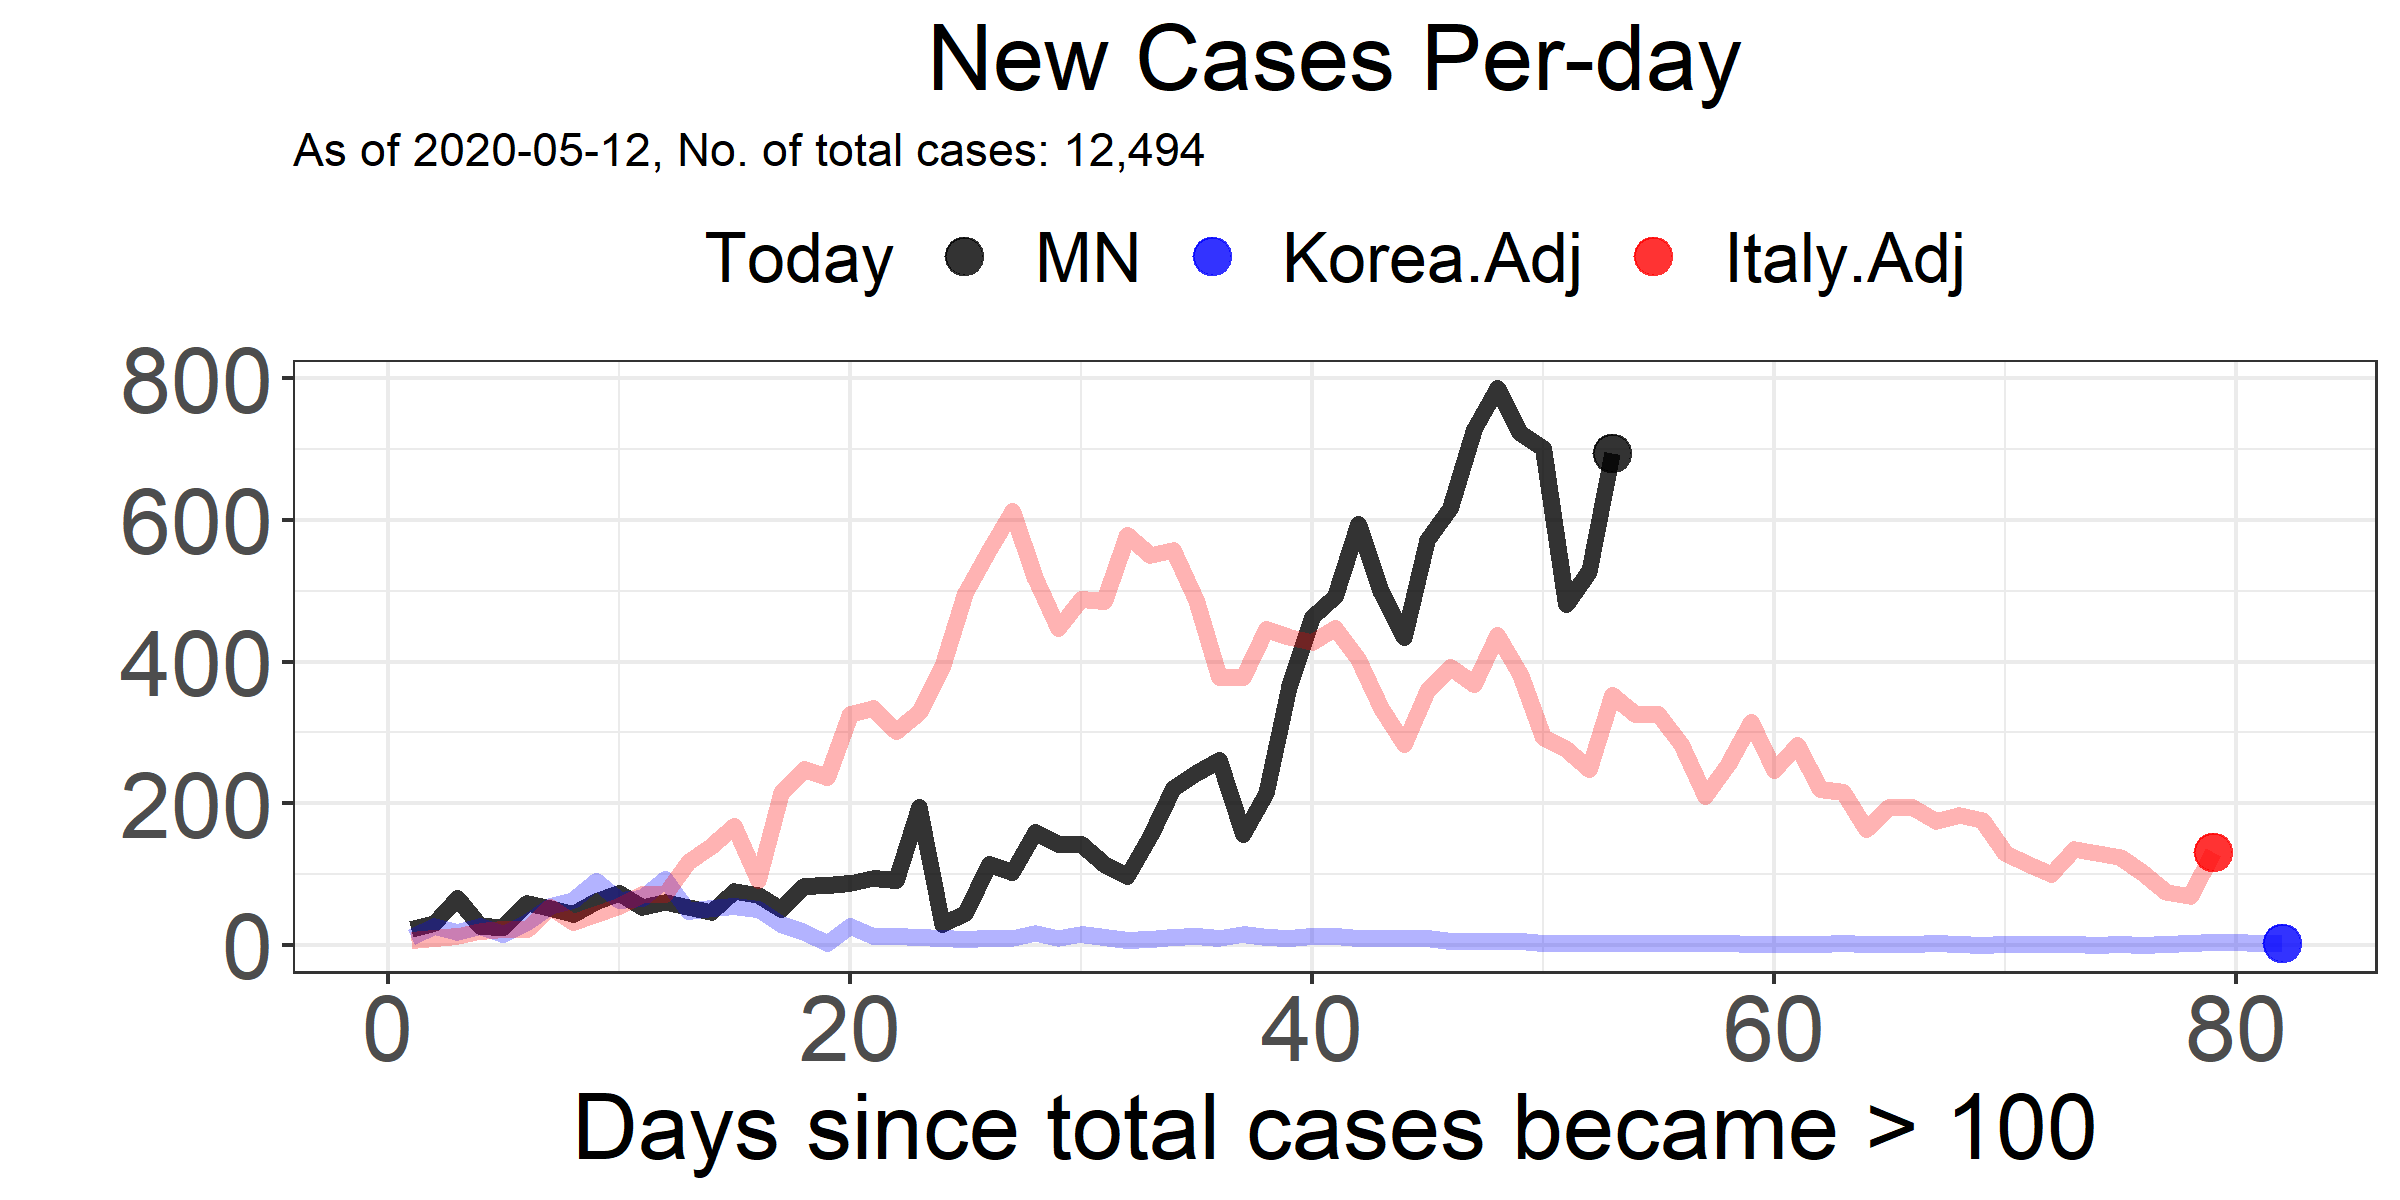 New Cases Per-day
As of 2020-05-12, No. of total cases: 12,494
Today MN Korea.Adj Italy.Adj
800
600
400
200
0
0 20 40 60 80
Days since total cases became > 100